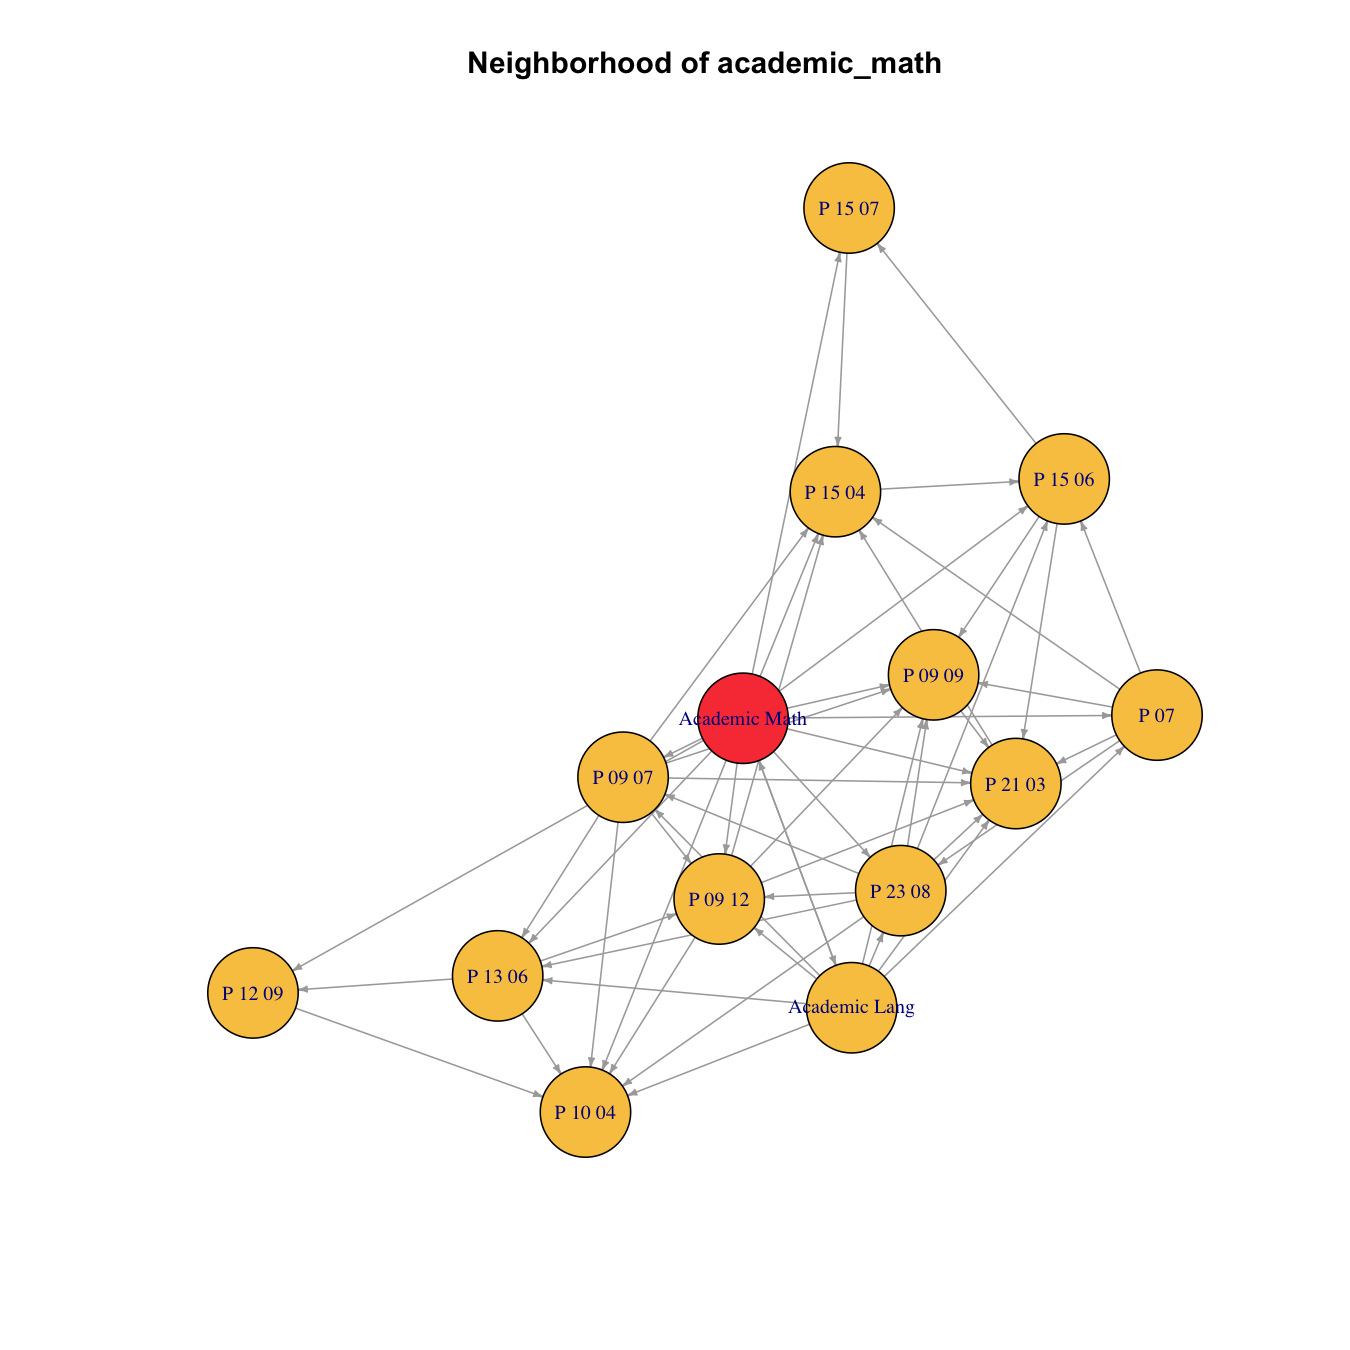 Neighborhood of academic_math
P 15 07
P 15 04
P 15 06
P 09 09
Academic Math
P 07
P 09 07
P 21 03
P 09 12
P 23 08
P 13 06
P 12 09
Academic Lang
P 10 04